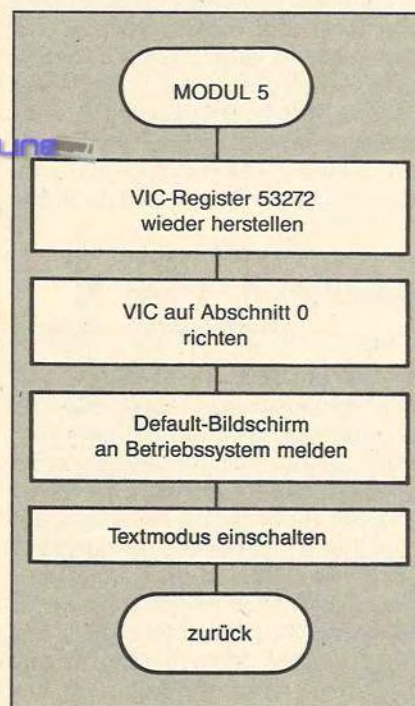 MODUL 5
VIC-Register 53272
wieder herstellen
VIC auf Abschnitt 0
richten
Default-Bildschirm
an Betriebssystem melden
Textmodus einschalten
zurück